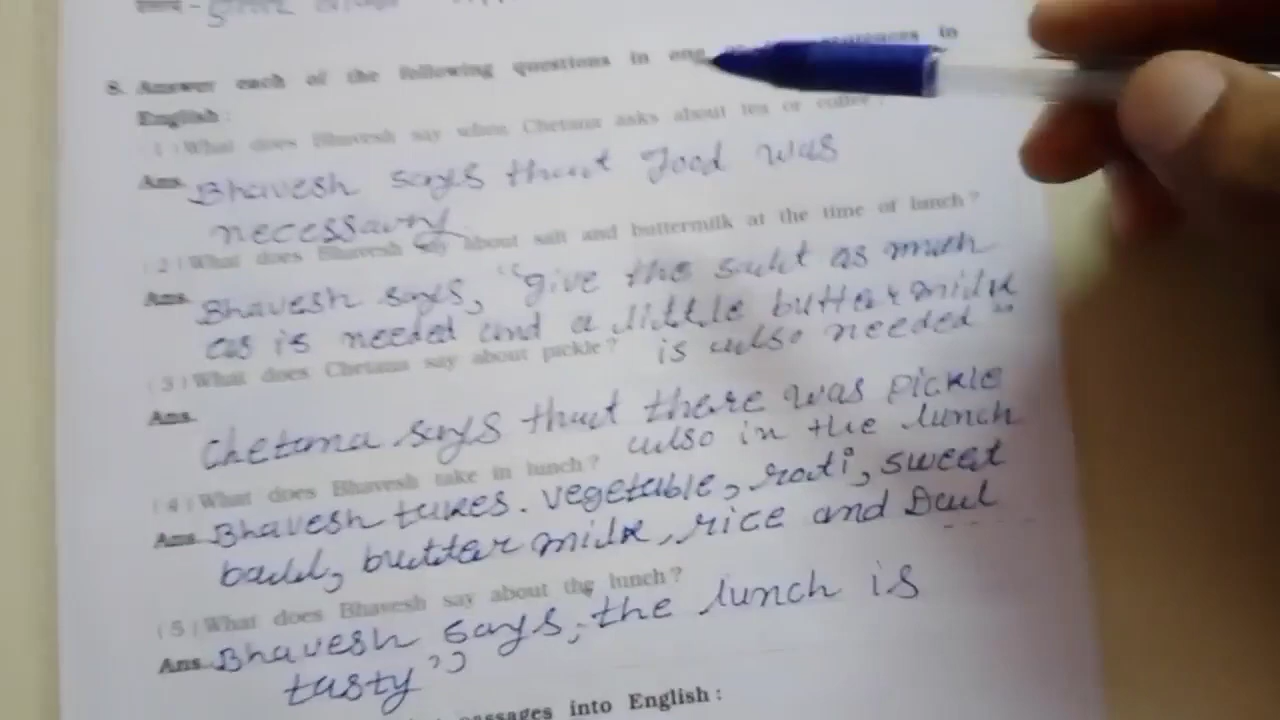 8. Answer each of the following questions in one sentences in
English :
( 1 ) What does Bhavesh say when Chetana asks about tea or coffee ?
Ans. Bhavesh says that food was
necessary
( 2 ) What does Bhavesh say about salt and buttermilk at the time of lunch ?
Ans. Bhavesh says, "give the salt as much
as is needed and a little buttermilk
is also needed "
( 3 ) What does Chetana say about pickle ?
Ans.
Chetana says that there was pickle
also in the lunch
( 4 ) What does Bhavesh take in lunch ?
Ans. Bhavesh takes. vegetable, roti, sweet
ball, butter milk, rice and Dal
( 5 ) What does Bhavesh say about the lunch ?
Ans. Bhavesh says, the lunch is
tasty"
passages into English :